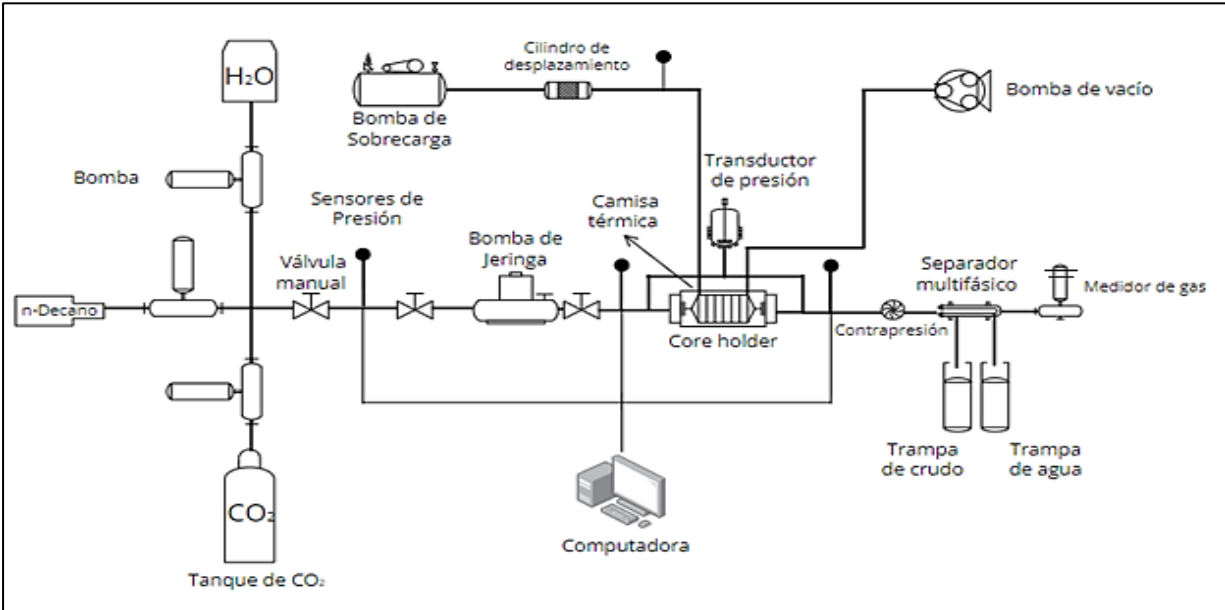 H₂O
Cilindro de
desplazamiento
Bomba de
Sobrecarga
Bomba de vacío
Bomba
Transductor
de presión
Sensores de
Presión
Camisa
térmica
Válvula
manual
Bomba de
Jeringa
Separador
multifásico
Medidor de gas
n-Decano
Core holder
Contrapresión
Trampa
de crudo
Trampa
de agua
CO₂
Computadora
Tanque de CO₂